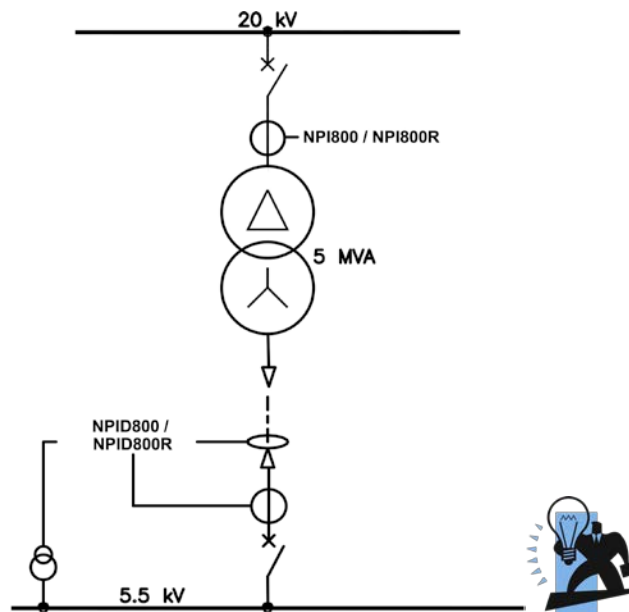 20 kV
NPI800 / NPI800R
5 MVA
NPID800 /
NPID800R
5.5 kV